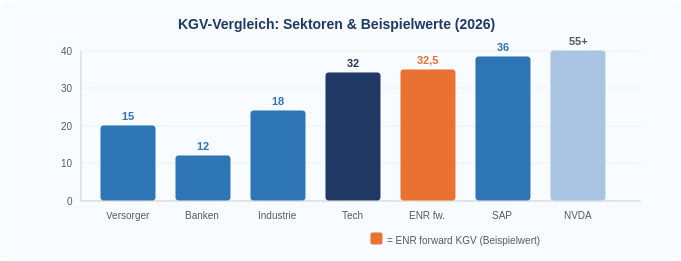 KGV-Vergleich: Sektoren & Beispielwerte (2026)
40
30
20
10
0
15
12
18
32
32,5
36
55+
Versorger
Banken
Industrie
Tech
ENR fw.
SAP
NVDA
= ENR forward KGV (Beispielwert)